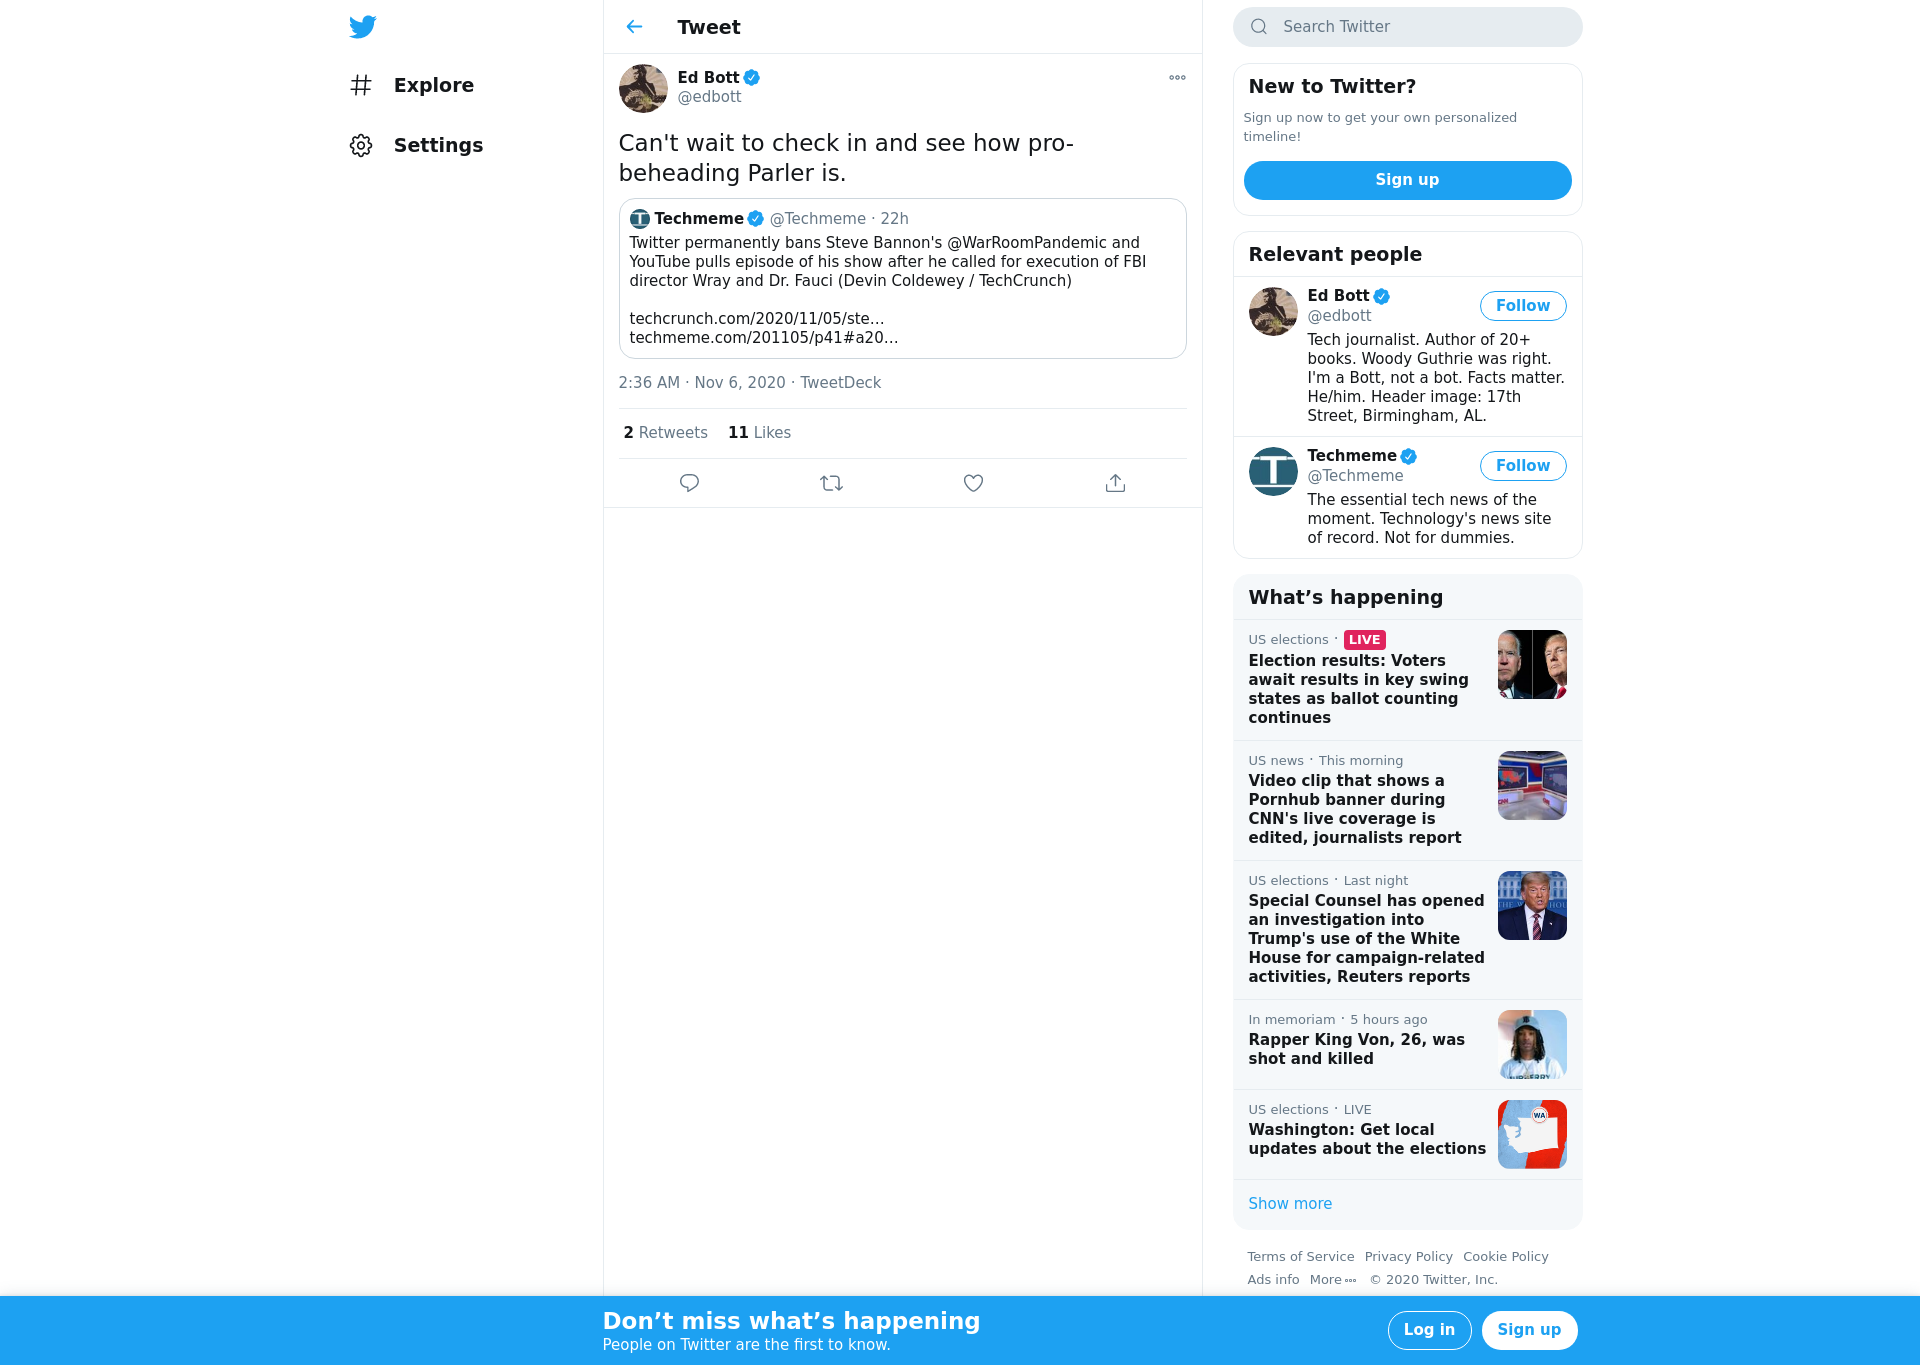 Explore
Settings
Tweet
Ed Bott
@edbott
Can't wait to check in and see how pro-
beheading Parler is.
Techmeme @Techmeme · 22h
Twitter permanently bans Steve Bannon's @WarRoomPandemic and
YouTube pulls episode of his show after he called for execution of FBI
director Wray and Dr. Fauci (Devin Coldewey / TechCrunch)
techcrunch.com/2020/11/05/ste…
techmeme.com/201105/p41#a20…
2:36 AM · Nov 6, 2020 · TweetDeck
2 Retweets 11 Likes
Search Twitter
New to Twitter?
Sign up now to get your own personalized
timeline!
Sign up
Relevant people
Ed Bott
@edbott
Follow
Tech journalist. Author of 20+
books. Woody Guthrie was right.
I'm a Bott, not a bot. Facts matter.
He/him. Header image: 17th
Street, Birmingham, AL.
Techmeme
@Techmeme
Follow
The essential tech news of the
moment. Technology's news site
of record. Not for dummies.
What's happening
US elections · LIVE
Election results: Voters
await results in key swing
states as ballot counting
continues
US news · This morning
Video clip that shows a
Pornhub banner during
CNN's live coverage is
edited, journalists report
US elections · Last night
Special Counsel has opened
an investigation into
Trump's use of the White
House for campaign-related
activities, Reuters reports
In memoriam · 5 hours ago
Rapper King Von, 26, was
shot and killed
US elections · LIVE
Washington: Get local
updates about the elections
WA
Show more
Terms of Service Privacy Policy Cookie Policy
Ads info More © 2020 Twitter, Inc.
Don't miss what's happening
People on Twitter are the first to know.
Log in
Sign up